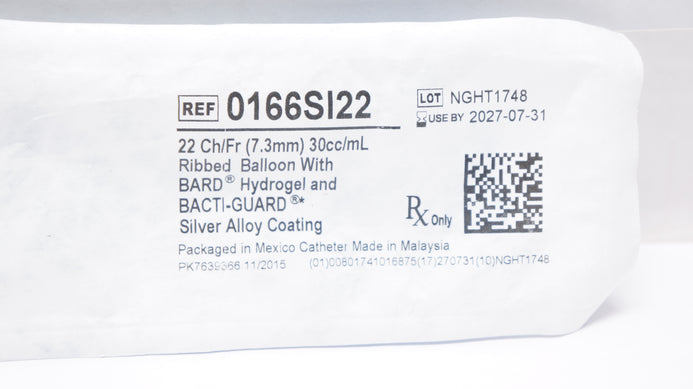 REF 0166SI22
LOT NGHT1748
USE BY 2027-07-31
22 Ch/Fr (7.3mm) 30cc/mL
Ribbed Balloon With
BARD® Hydrogel and
BACTI-GUARD®*
Silver Alloy Coating
Rx Only
Packaged in Mexico Catheter Made in Malaysia
PK7639366 11/2015 (01)00801741016875(17)270731(10)NGHT1748